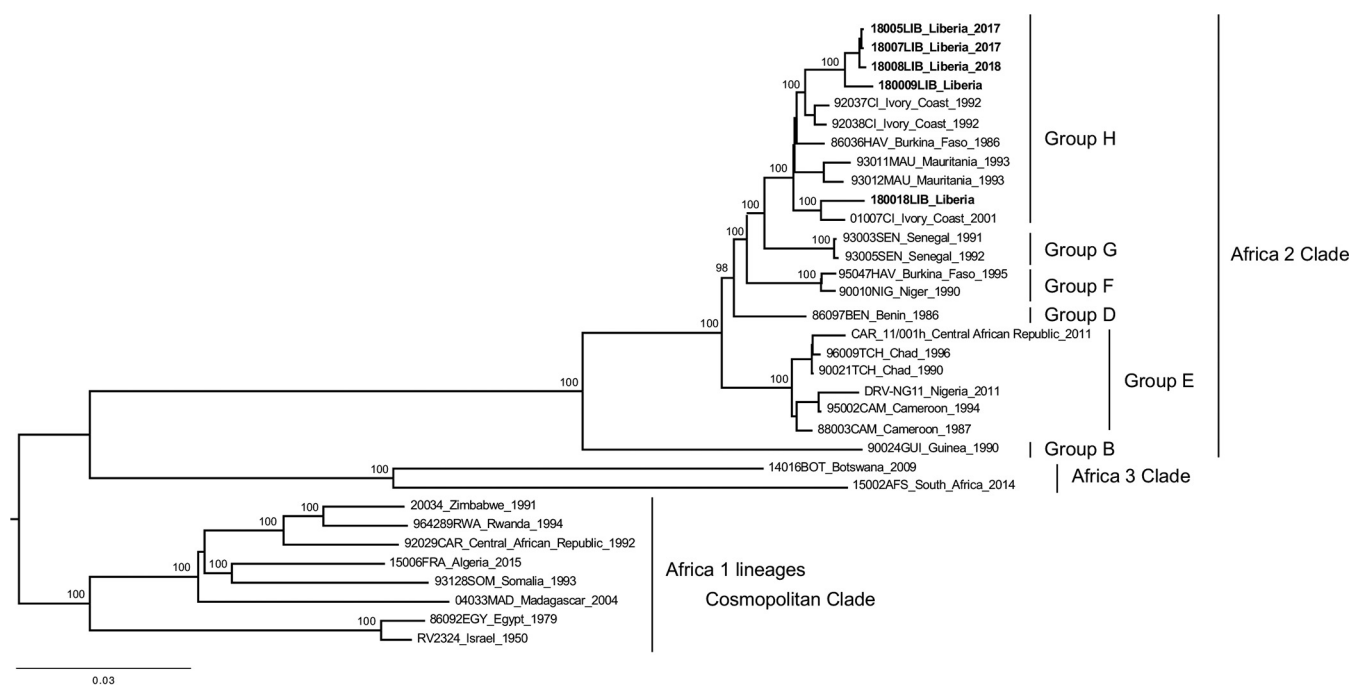 18005LIB_Liberia_2017
100
18007LIB_Liberia_2017
18008LIB_Liberia_2018
100
180009LIB_Liberia
92037CI_Ivory_Coast_1992
92038CI_Ivory_Coast_1992
86036HAV_Burkina_Faso_1986
Group H
100
93011MAU_Mauritania_1993
93012MAU_Mauritania_1993
100
180018LIB_Liberia
100
01007CI_Ivory_Coast_2001
100
100
93003SEN_Senegal_1991
93005SEN_Senegal_1992
Group G
Africa 2 Clade
98
100
95047HAV_Burkina_Faso_1995
90010NIG_Niger_1990
Group F
100
86097BEN_Benin_1986
Group D
CAR_11/001h_Central African Republic_2011
96009TCH_Chad_1996
90021TCH_Chad_1990
100
Group E
100
DRV-NG11_Nigeria_2011
95002CAM_Cameroon_1994
88003CAM_Cameroon_1987
90024GUI_Guinea_1990
Group B
100
14016BOT_Botswana_2009
15002AFS_South_Africa_2014
Africa 3 Clade
100
20034_Zimbabwe_1991
100
964289RWA_Rwanda_1994
92029CAR_Central_African_Republic_1992
100
100
15006FRA_Algeria_2015
93128SOM_Somalia_1993
Africa 1 lineages
Cosmopolitan Clade
100
04033MAD_Madagascar_2004
100
86092EGY_Egypt_1979
RV2324_Israel_1950
0.03